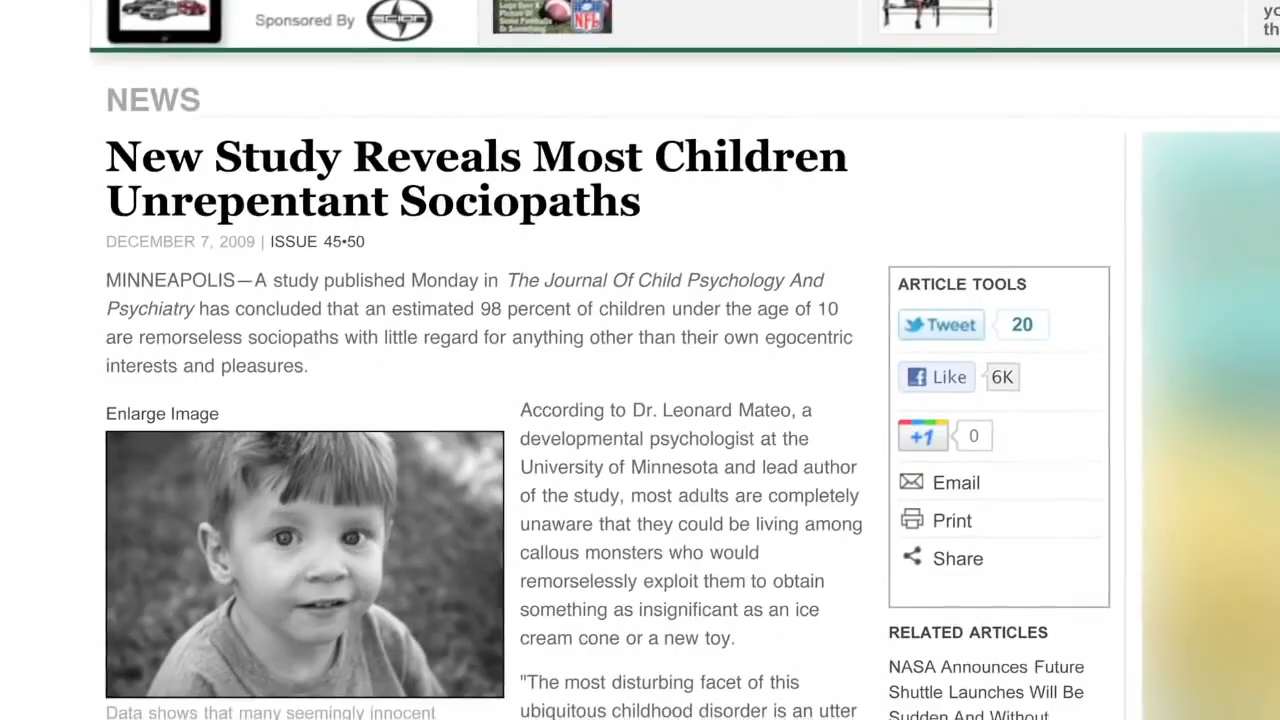 Sponsored By
SCION
NFL
NEWS
New Study Reveals Most Children
Unrepentant Sociopaths
DECEMBER 7, 2009 | ISSUE 45•50
MINNEAPOLIS—A study published Monday in The Journal Of Child Psychology And
Psychiatry has concluded that an estimated 98 percent of children under the age of 10
are remorseless sociopaths with little regard for anything other than their own egocentric
interests and pleasures.
Enlarge Image
According to Dr. Leonard Mateo, a
developmental psychologist at the
University of Minnesota and lead author
of the study, most adults are completely
unaware that they could be living among
callous monsters who would
remorselessly exploit them to obtain
something as insignificant as an ice
cream cone or a new toy.
"The most disturbing facet of this
ubiquitous childhood disorder is an utter
Data shows that many seemingly innocent
ARTICLE TOOLS
Tweet 20
Like 6K
+1 0
Email
Print
Share
RELATED ARTICLES
NASA Announces Future
Shuttle Launches Will Be
Sudden And Without